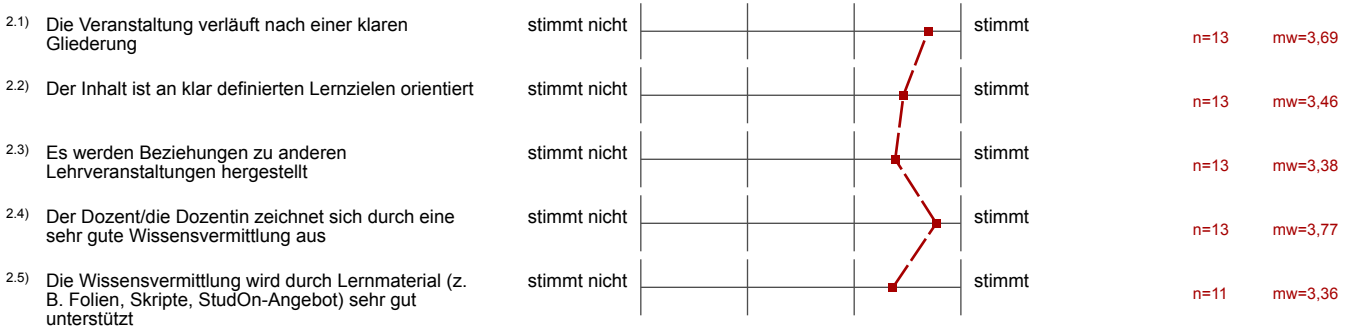 2.1) Die Veranstaltung verläuft nach einer klaren Gliederung stimmt nicht stimmt n=13 mw=3,69
2.2) Der Inhalt ist an klar definierten Lernzielen orientiert stimmt nicht stimmt n=13 mw=3,46
2.3) Es werden Beziehungen zu anderen Lehrveranstaltungen hergestellt stimmt nicht stimmt n=13 mw=3,38
2.4) Der Dozent/die Dozentin zeichnet sich durch eine sehr gute Wissensvermittlung aus stimmt nicht stimmt n=13 mw=3,77
2.5) Die Wissensvermittlung wird durch Lernmaterial (z. B. Folien, Skripte, StudOn-Angebot) sehr gut unterstützt stimmt nicht stimmt n=11 mw=3,36